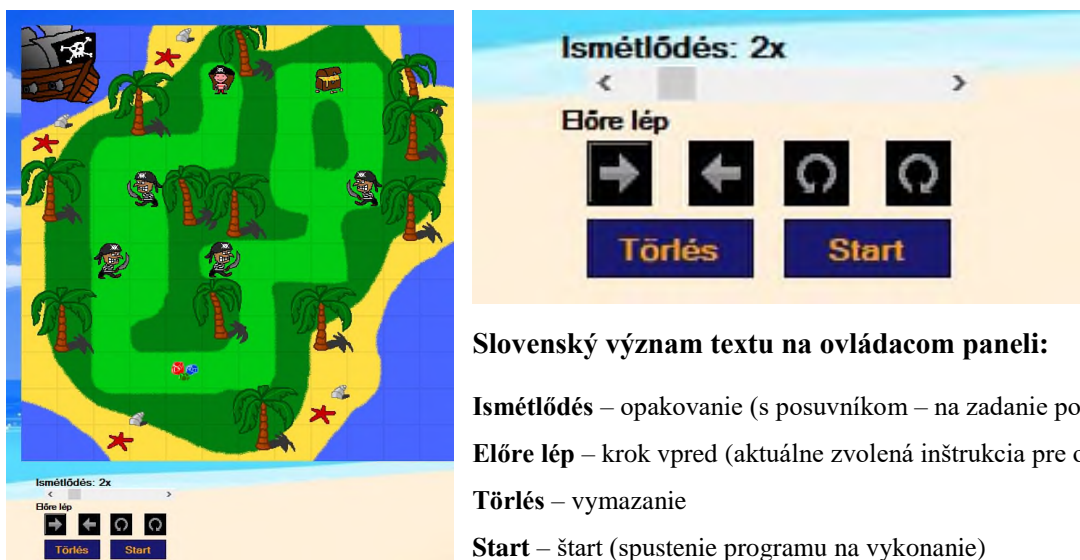 Ismétlődés: 2x
Előre lép
Törlés Start
Ismétlődés: 2x
Előre lép
Törlés Start
Slovenský význam textu na ovládacom paneli:
Ismétlődés – opakovanie (s posuvníkom – na zadanie po
Előre lép – krok vpred (aktuálne zvolená inštrukcia pre
Törlés – vymazanie
Start – štart (spustenie programu na vykonanie)